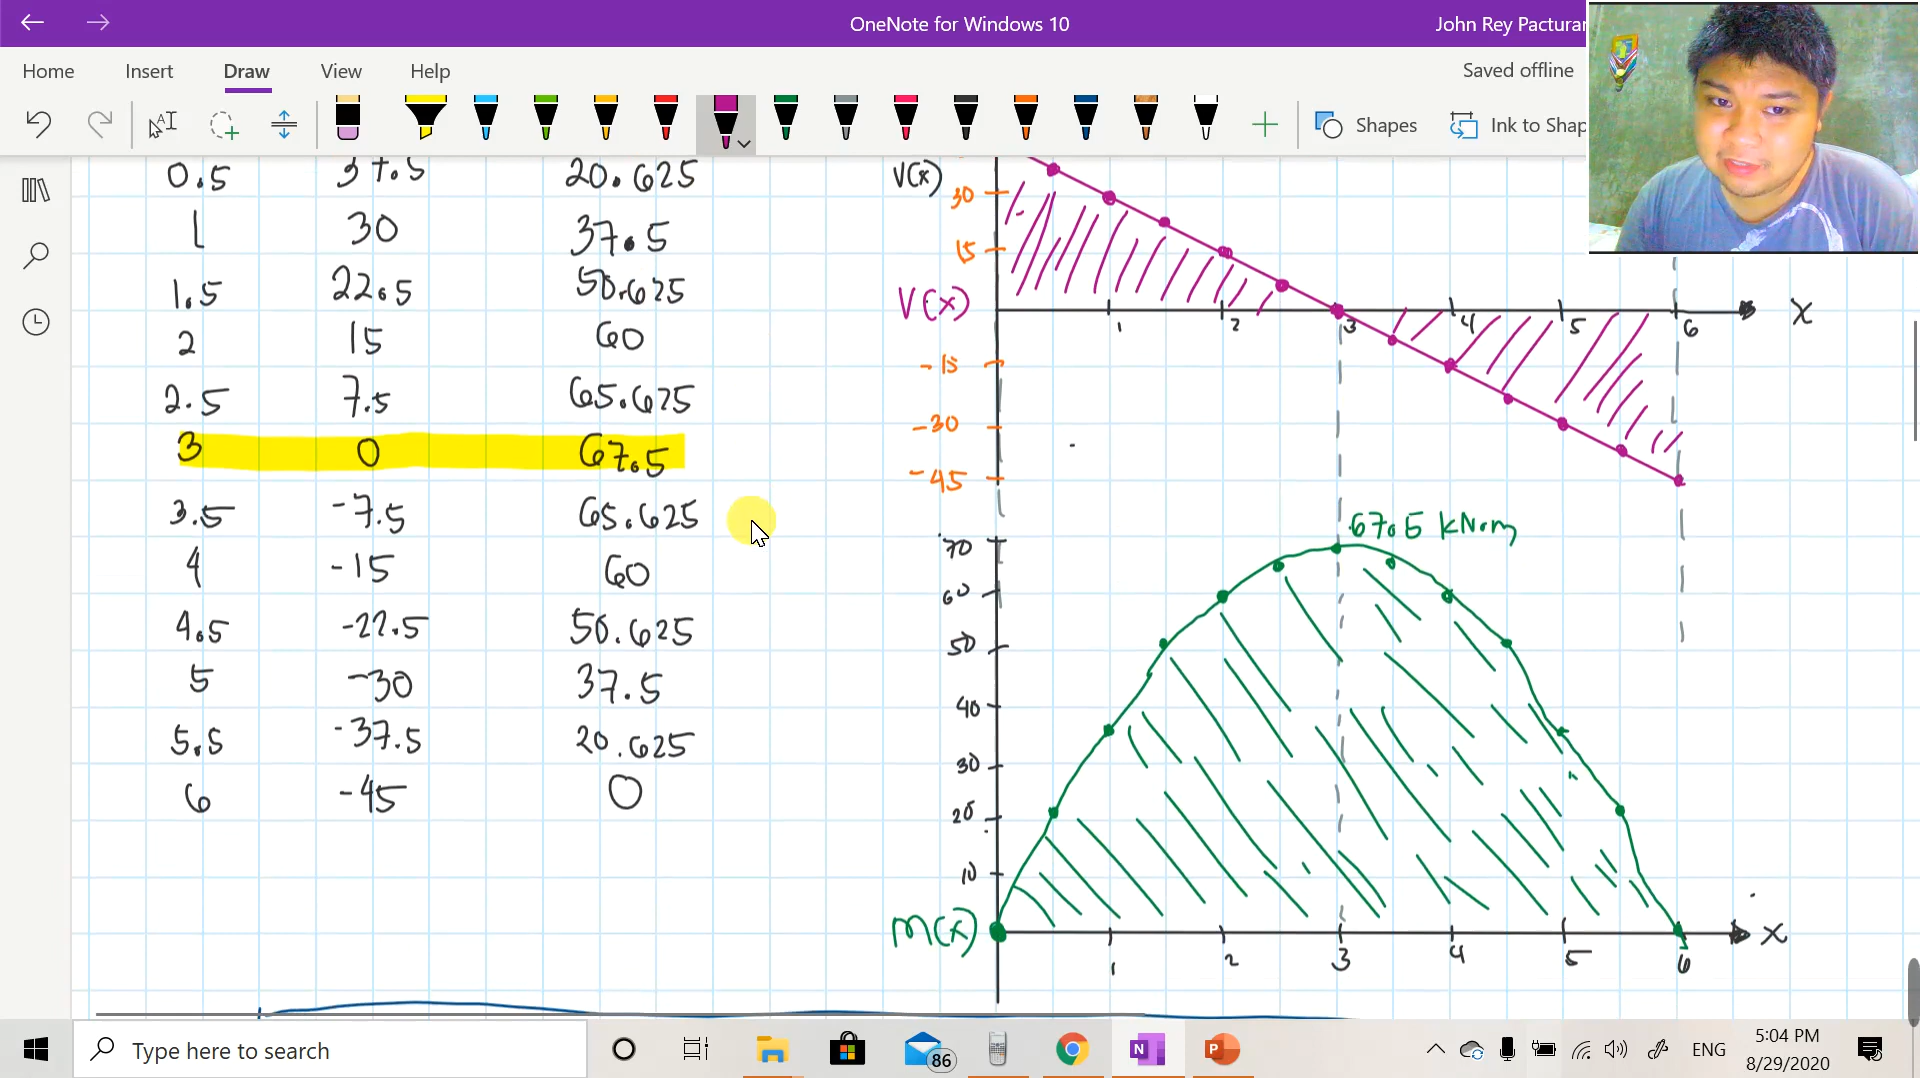 OneNote for Windows 10
John Rey Pactura
Home Insert Draw View Help
Saved offline
Shapes
Ink to Shap
0.5 37.5 20.625
1 30 37.5
1.5 22.5 50.625
2 15 60
2.5 7.5 65.625
3 0 67.5
3.5 -7.5 65.625
4 -15 60
4.5 -22.5 50.625
5 -30 37.5
5.5 -37.5 20.625
6 -45 0
V(x)
30
15
V(x)
1 2 3 4 5 6 x
-15
-30
-45
67.5 kN·m
70
60
50
40
30
20
10
M(x)
x
1 2 3 4 5 6
Type here to search
86
ENG
5:04 PM
8/29/2020